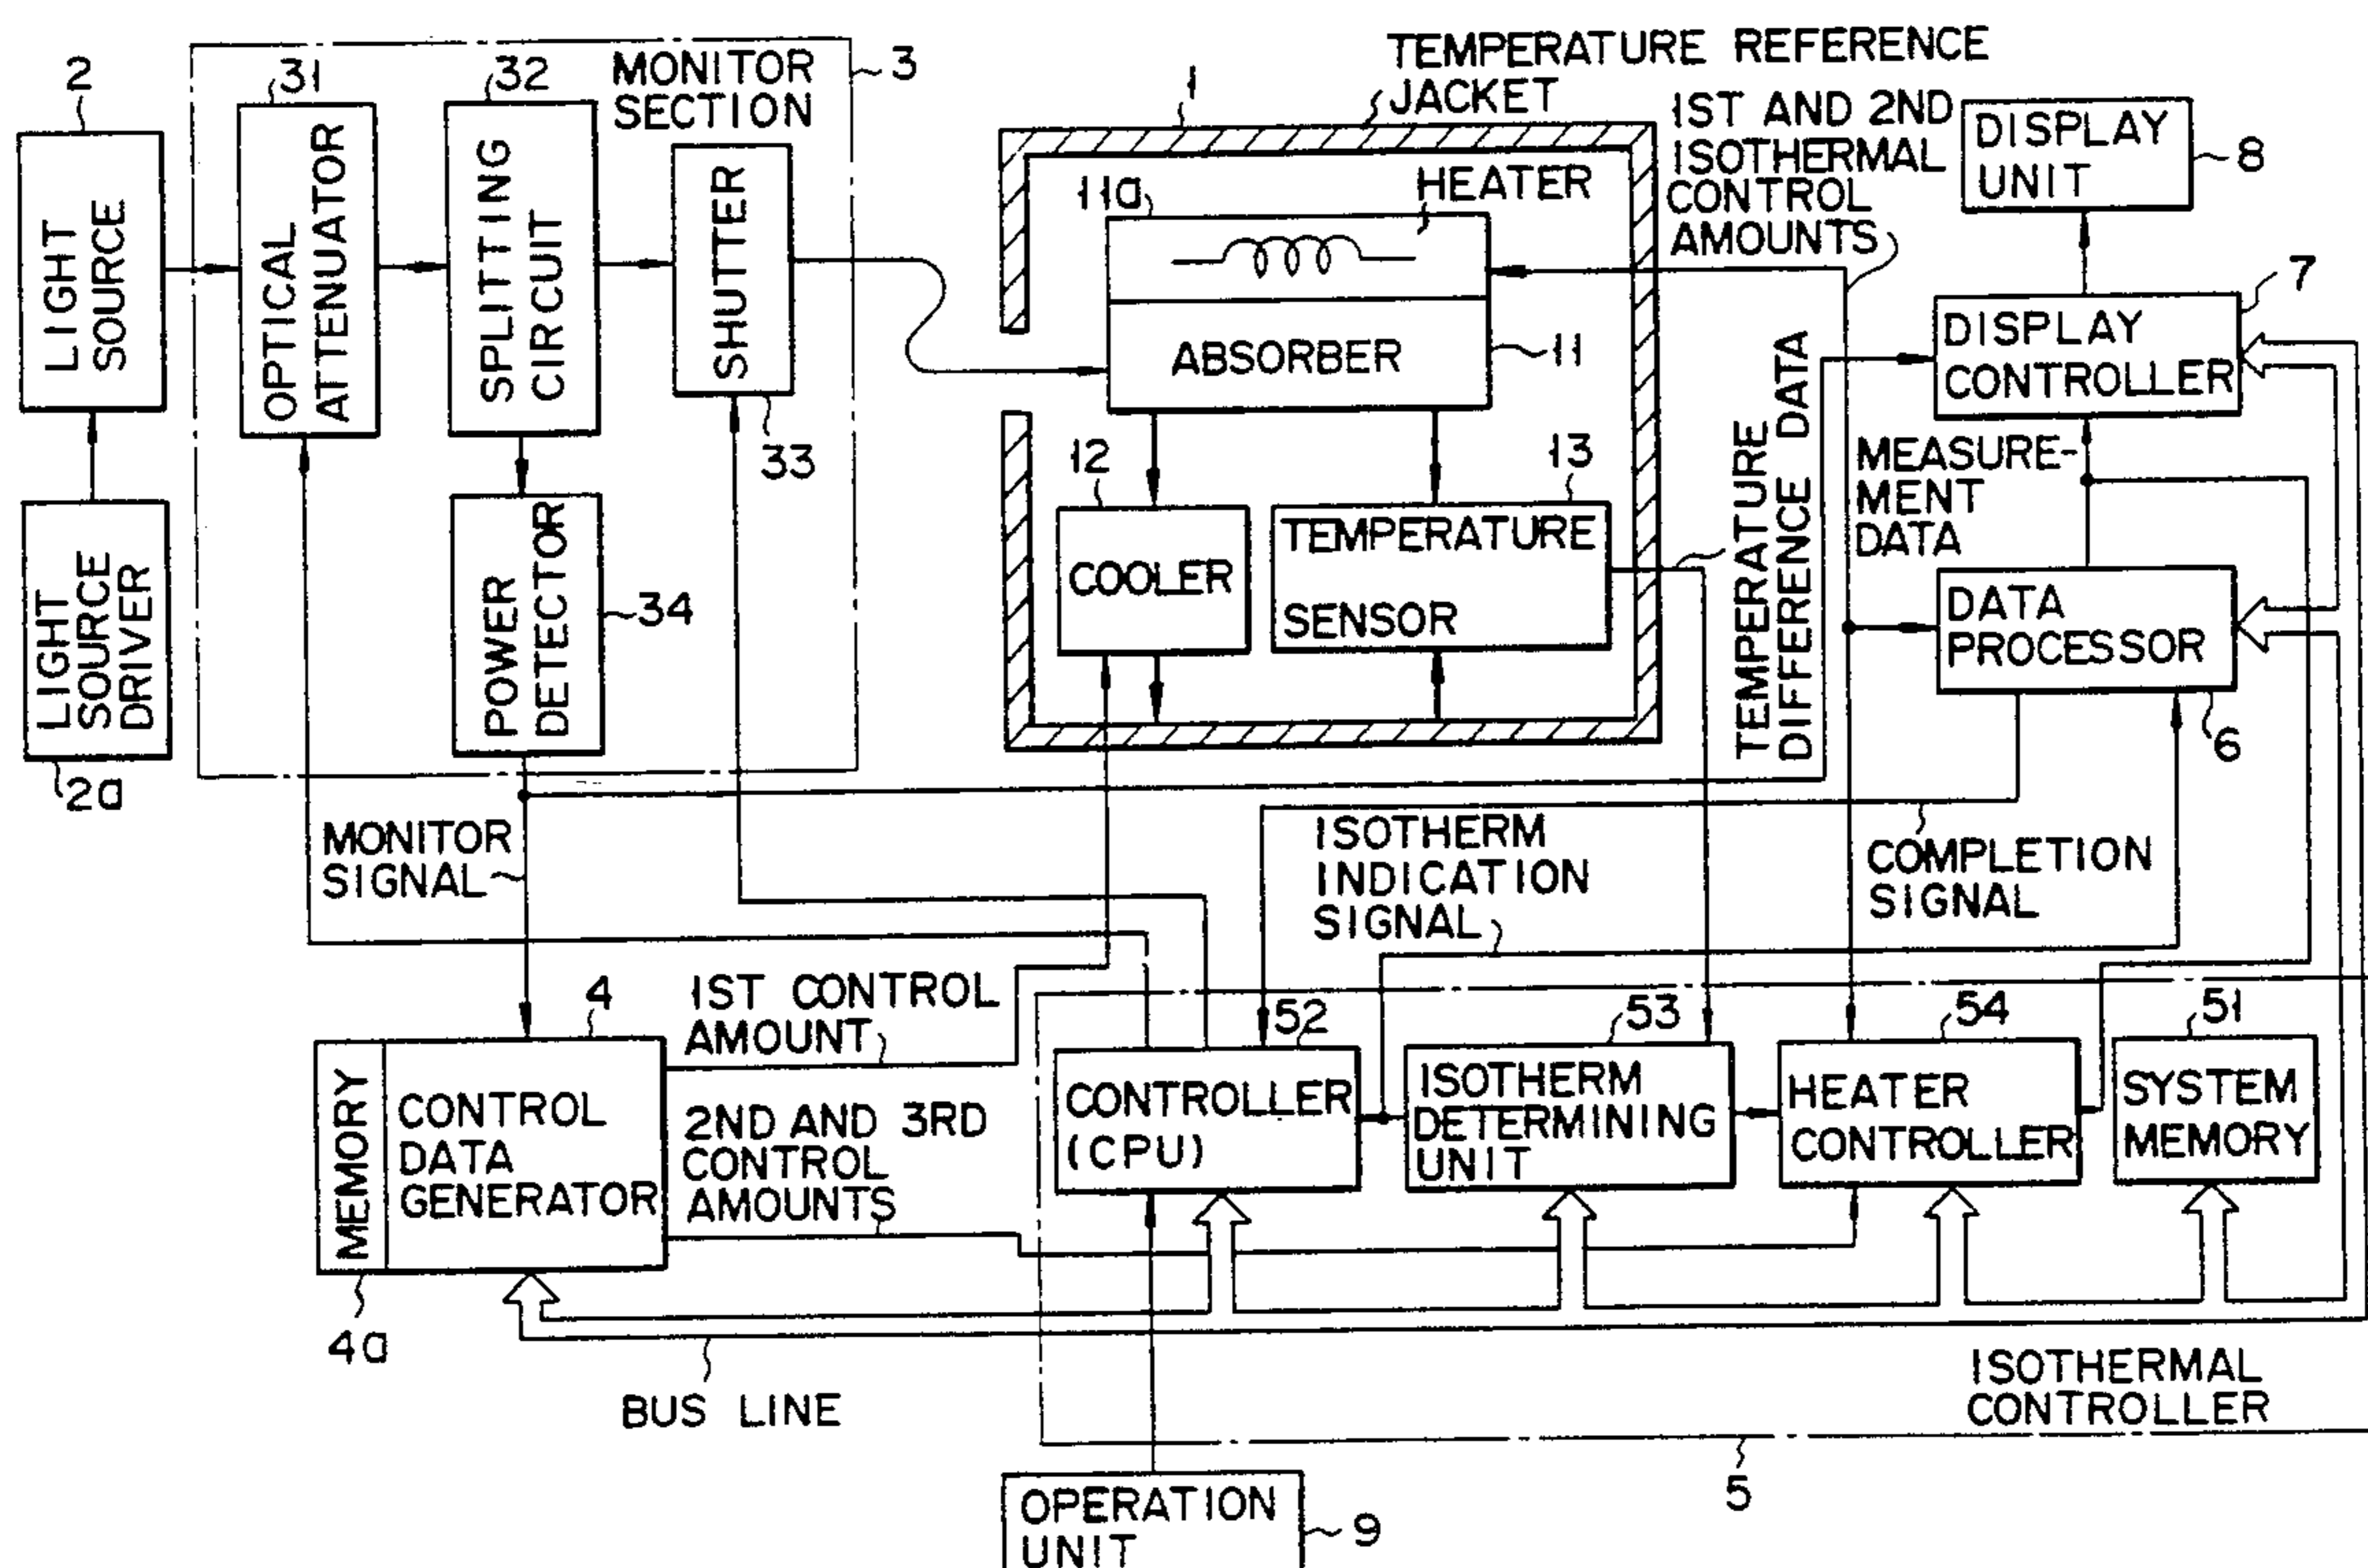 2
LIGHT
SOURCE
LIGHT
SOURCE
DRIVER
2a
31
OPTICAL
ATTENUATOR
32
SPLITTING
CIRCUIT
MONITOR
SECTION
3
SHUTTER
33
POWER
DETECTOR
34
MONITOR
SIGNAL
TEMPERATURE REFERENCE
JACKET
1
11a
HEATER
ABSORBER
11
12
COOLER
13
TEMPERATURE
SENSOR
1ST AND 2ND
ISOTHERMAL
CONTROL
AMOUNTS
TEMPERATURE
DIFFERENCE DATA
DISPLAY
UNIT
8
7
DISPLAY
CONTROLLER
MEASURE-
MENT
DATA
DATA
PROCESSOR
6
ISOTHERM
INDICATION
SIGNAL
COMPLETION
SIGNAL
4
MEMORY
CONTROL
DATA
GENERATOR
4a
1ST CONTROL
AMOUNT
2ND AND 3RD
CONTROL
AMOUNTS
52
CONTROLLER
(CPU)
53
ISOTHERM
DETERMINING
UNIT
54
HEATER
CONTROLLER
51
SYSTEM
MEMORY
BUS LINE
ISOTHERMAL
CONTROLLER
5
OPERATION
UNIT
9